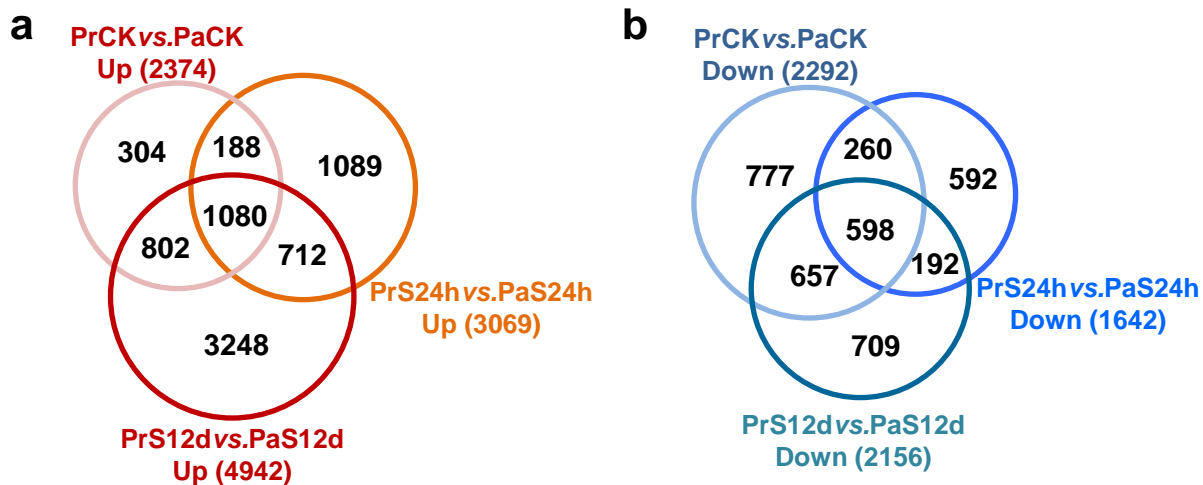 a
PrCK vs.PaCK
Up (2374)
304
188
1089
1080
802
712
PrS24h vs.PaS24h
Up (3069)
3248
PrS12d vs.PaS12d
Up (4942)
b
PrCK vs.PaCK
Down (2292)
260
777
592
598
192
657
PrS24h vs.PaS24h
Down (1642)
709
PrS12d vs.PaS12d
Down (2156)